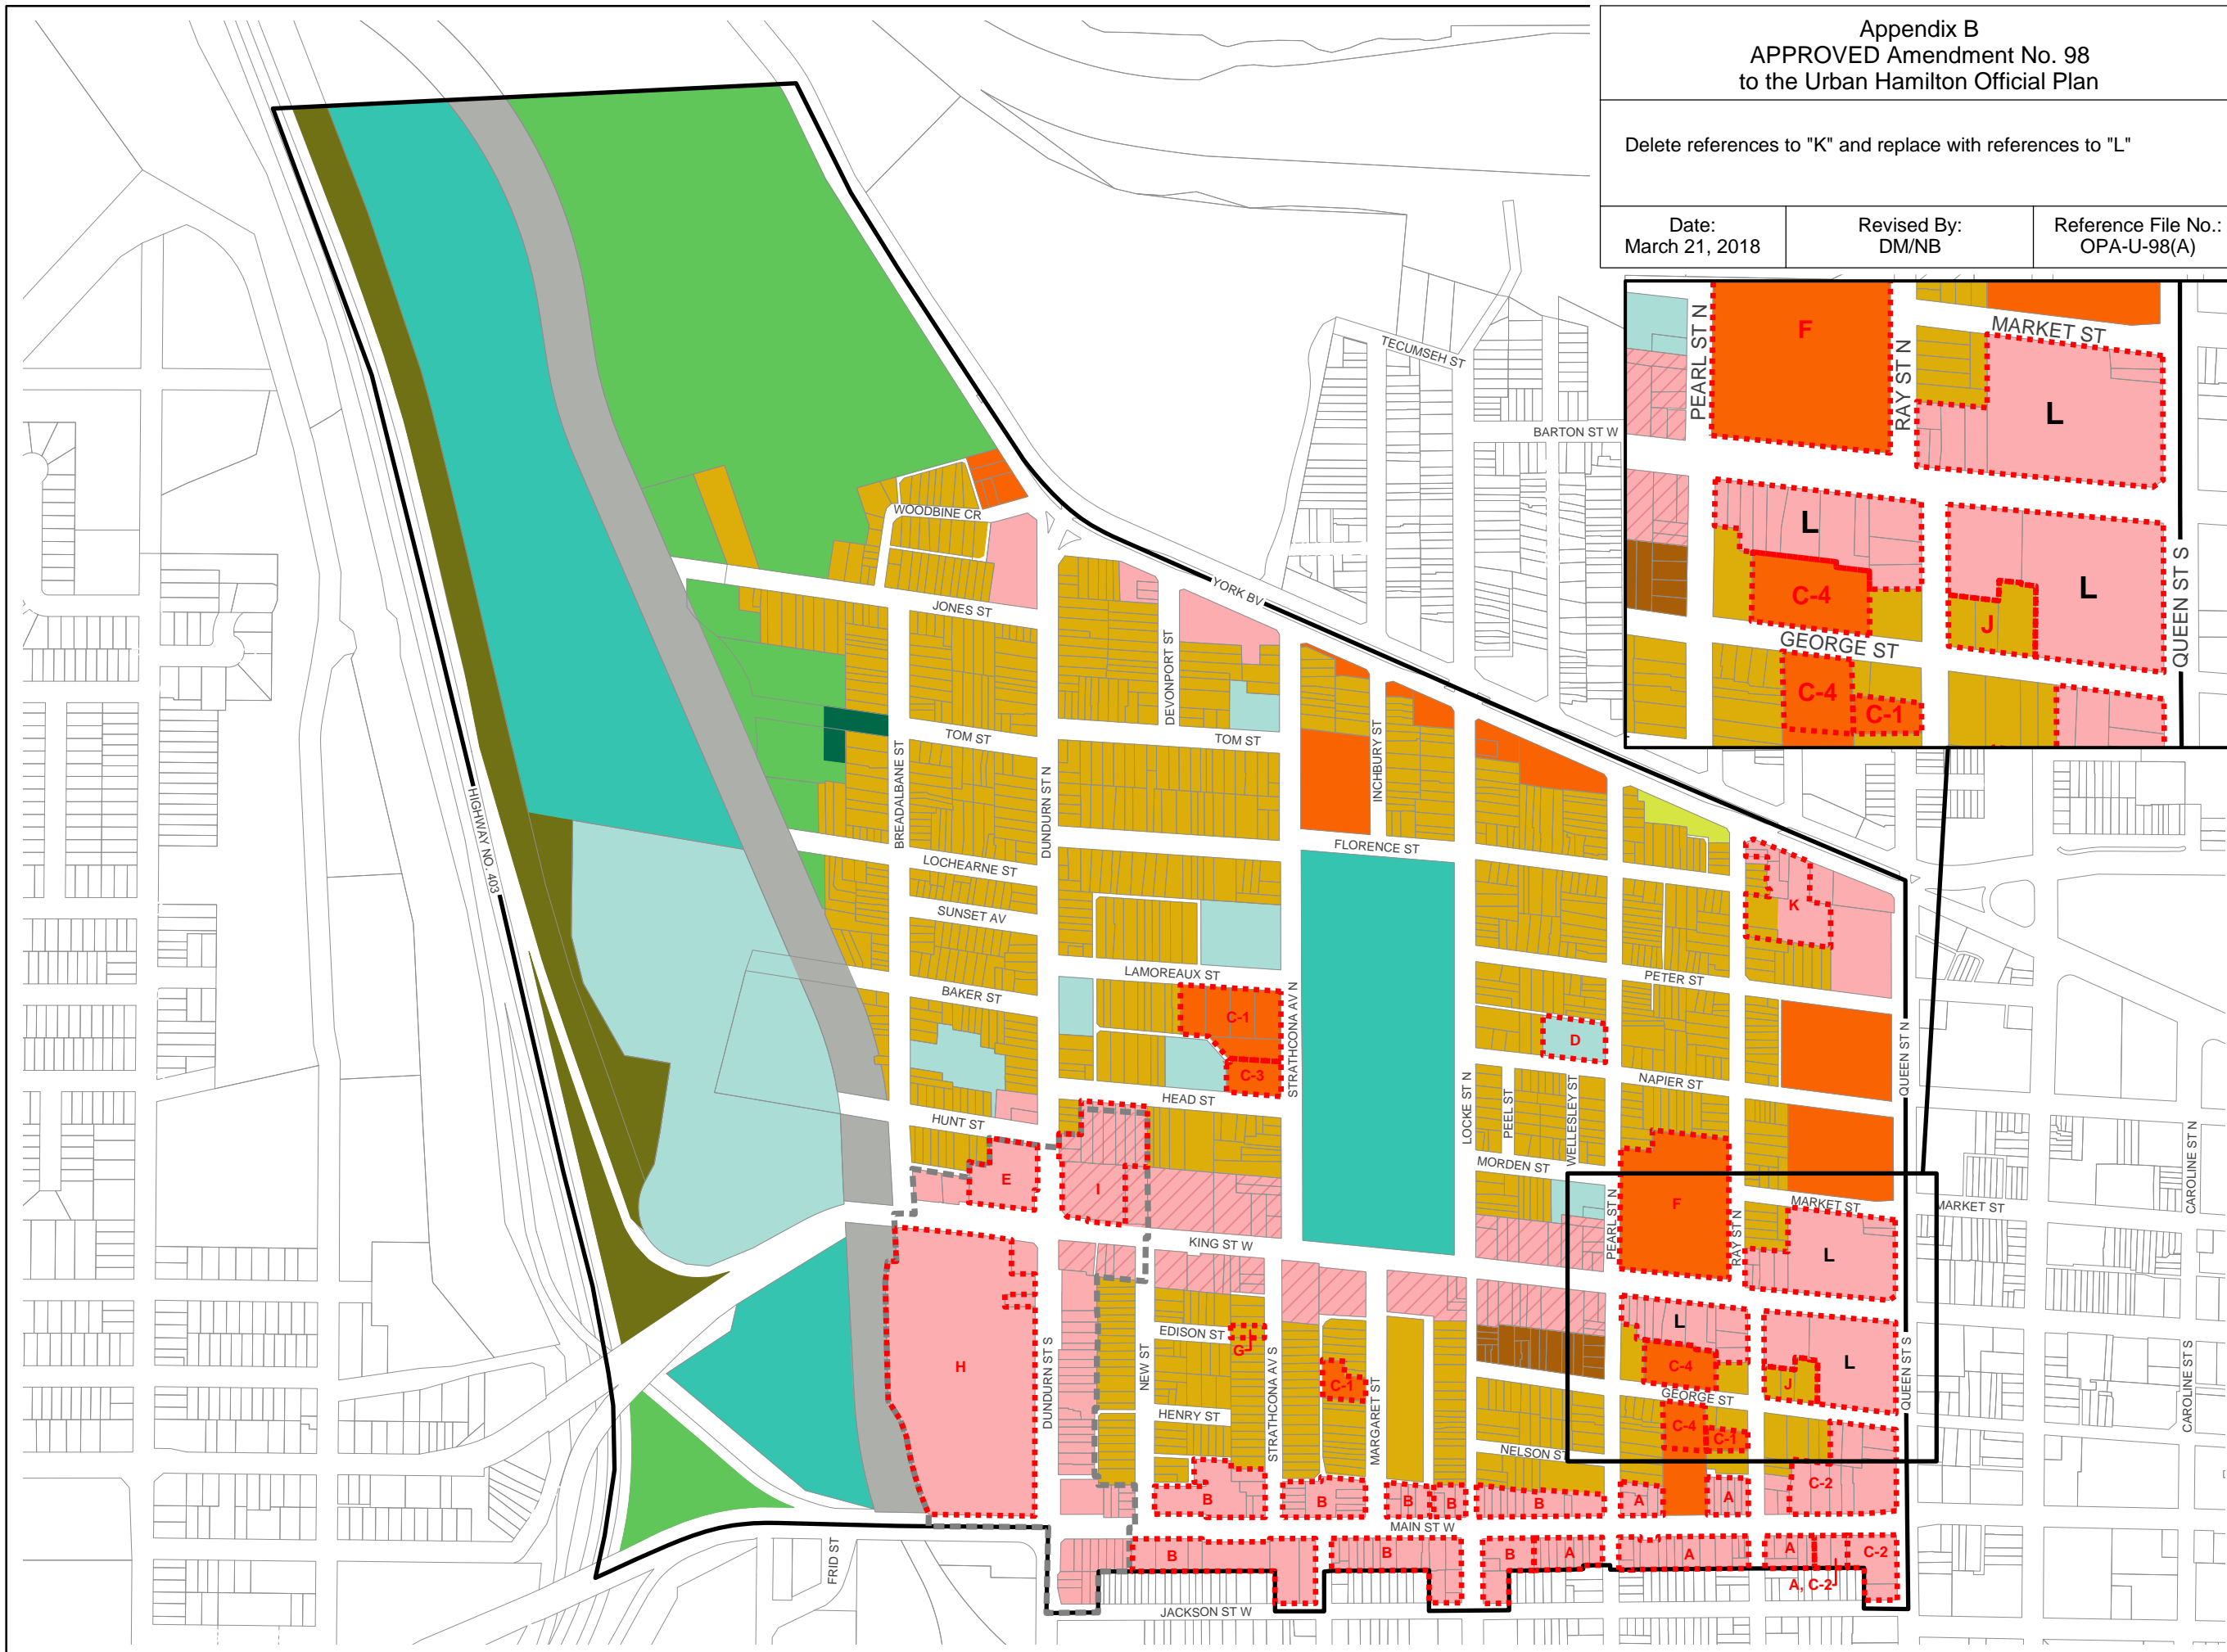 Appendix B
APPROVED Amendment No. 98
to the Urban Hamilton Official Plan
Delete references to "K" and replace with references to "L"
Date:
March 21, 2018
Revised By:
DM/NB
Reference File No.:
OPA-U-98(A)
PEARL ST N
F
RAY ST N
MARKET ST
L
L
C-4
GEORGE ST
J
L
QUEEN ST S
C-4
C-1
TECUMSEH ST
BARTON ST W
WOODBINE CR
YORK BV
JONES ST
DEVONPORT ST
TOM ST
TOM ST
BREADALBANE ST
DUNDURN ST N
INCHBURY ST
FLORENCE ST
HIGHWAY NO. 403
LOCHEARNE ST
SUNSET AV
K
LAMOREAUX ST
PETER ST
BAKER ST
C-1
STRATHCONA AV N
D
QUEEN ST N
C-3
NAPIER ST
HEAD ST
HUNT ST
LOCKE ST N
PEEL ST
WELLESLEY ST
CAROLINE ST N
MORDEN ST
E
I
PEARL ST N
F
RAY ST N
MARKET ST
MARKET ST
KING ST W
L
EDISON ST
G
L
H
DUNDURN ST S
NEW ST
STRATHCONA AV S
C-1
MARGARET ST
C-4
J
L
QUEEN ST S
CAROLINE ST S
GEORGE ST
HENRY ST
C-4
C-1
NELSON ST
B
B
B
B
B
A
A
C-2
MAIN ST W
FRID ST
B
B
B
A
A
A
C-2
A, C-2
JACKSON ST W